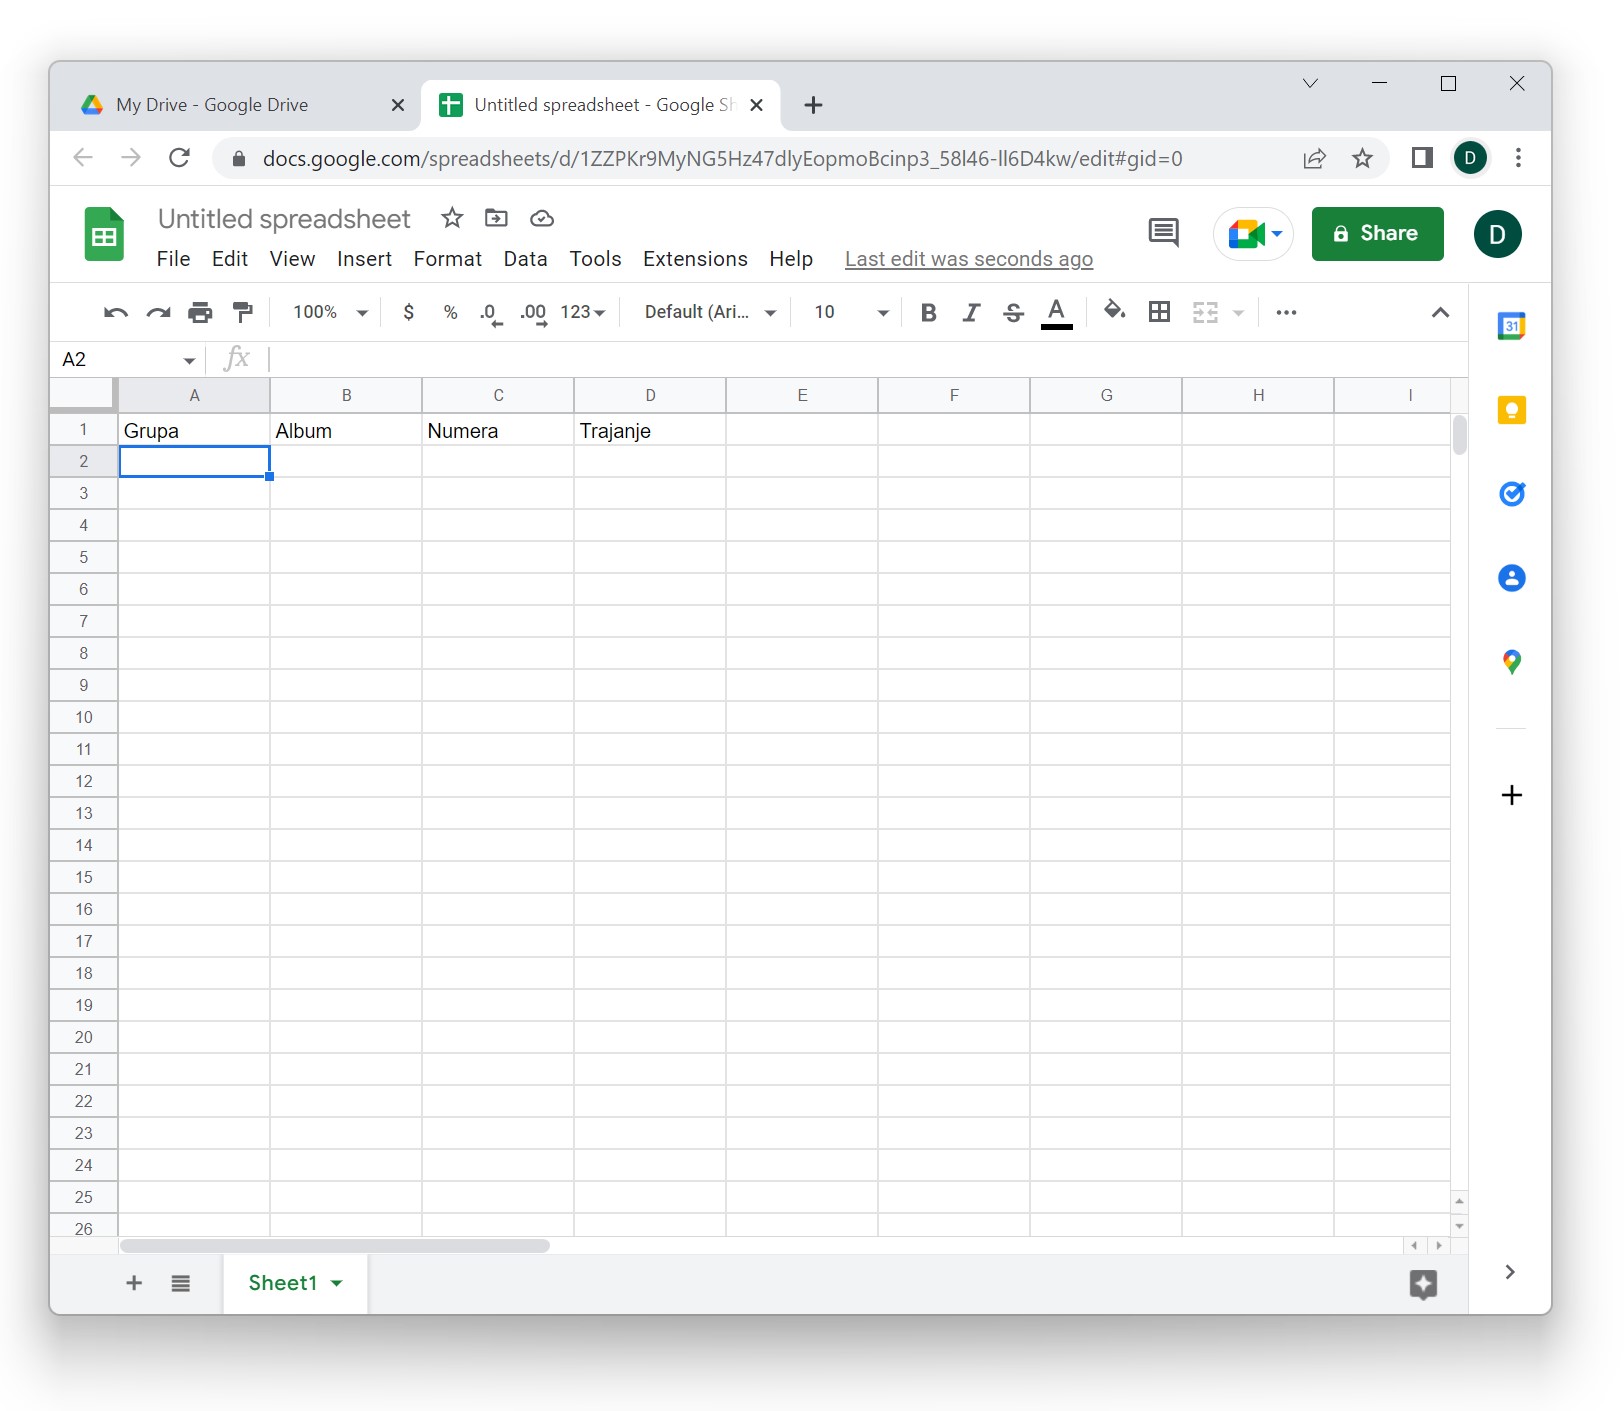 My Drive - Google Drive
Untitled spreadsheet - Google Sh
docs.google.com/spreadsheets/d/1ZZPKr9MyNG5Hz47dlyEopmoBcinp3_58l46-ll6D4kw/edit#gid=0
D
Untitled spreadsheet
Share
D
File Edit View Insert Format Data Tools Extensions Help Last edit was seconds ago
100% $ % .0 .00 123 Default (Ari... 10 B I S A
31
A2 fx
A B C D E F G H I
1 Grupa Album Numera Trajanje
2
3
4
5
6
7
8
9
10
11
12
13
14
15
16
17
18
19
20
21
22
23
24
25
26
Sheet1